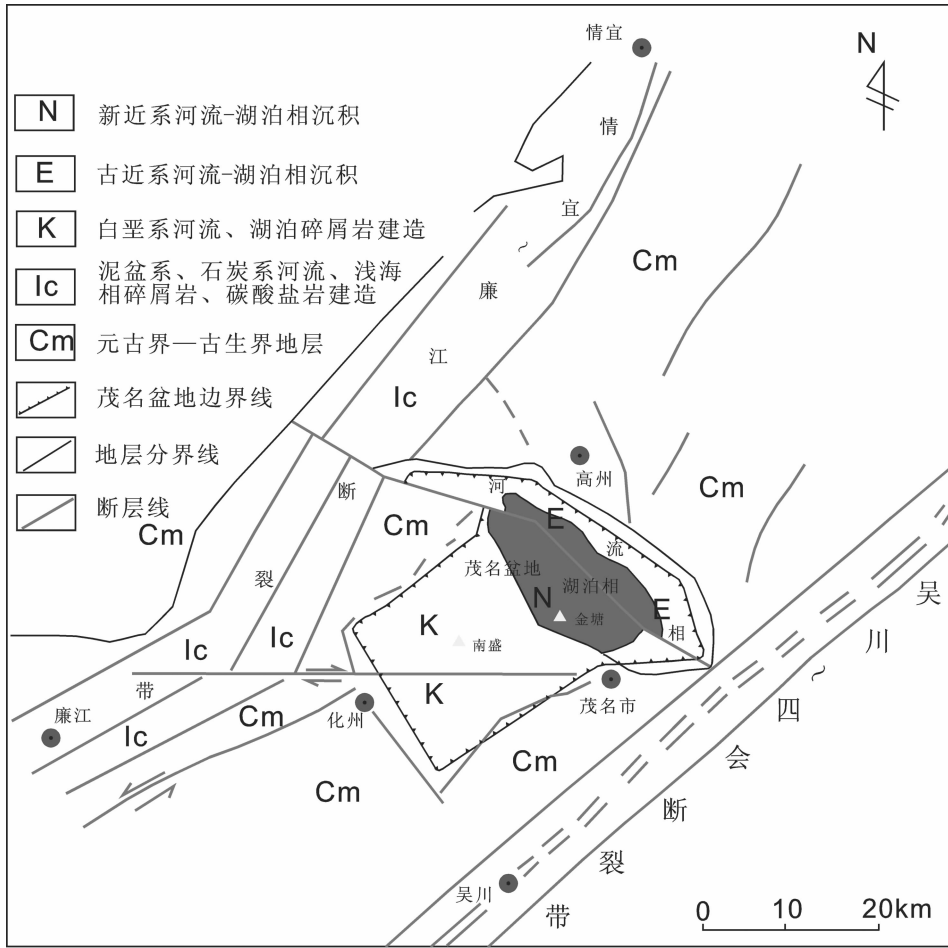 情宜
N
N
新近系河流-湖泊相沉积
E
古近系河流-湖泊相沉积
K
白垩系河流、湖泊碎屑岩建造
Ic
泥盆系、石炭系河流、浅海
相碎屑岩、碳酸盐岩建造
Cm
元古界—古生界地层
茂名盆地边界线
地层分界线
断层线
情
宜
~
廉
江
断
裂
带
Cm
Ic
高州
Cm
Cm
Cm
河
流
相
E
E
茂名盆地
湖泊相
N
金塘
K
南盛
K
Ic
Ic
Ic
Cm
廉江
化州
茂名市
Cm
Cm
吴川
吴
川
~
四
会
断
裂
带
0 10 20km